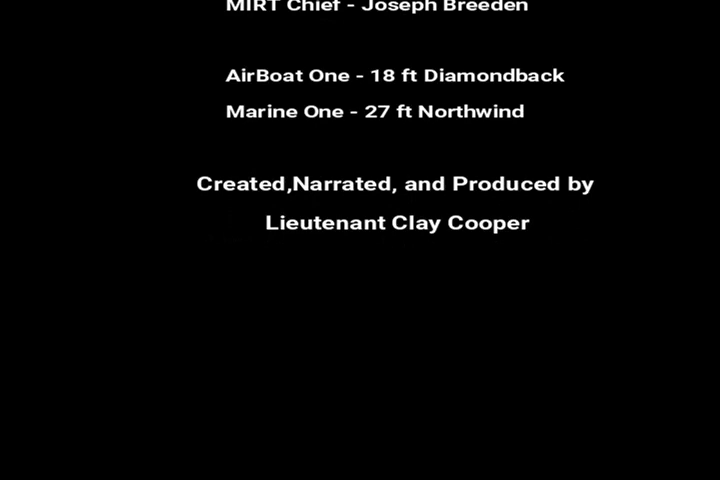 MIRT Chief - Joseph Breeden
AirBoat One - 18 ft Diamondback
Marine One - 27 ft Northwind
Created,Narrated, and Produced by
Lieutenant Clay Cooper